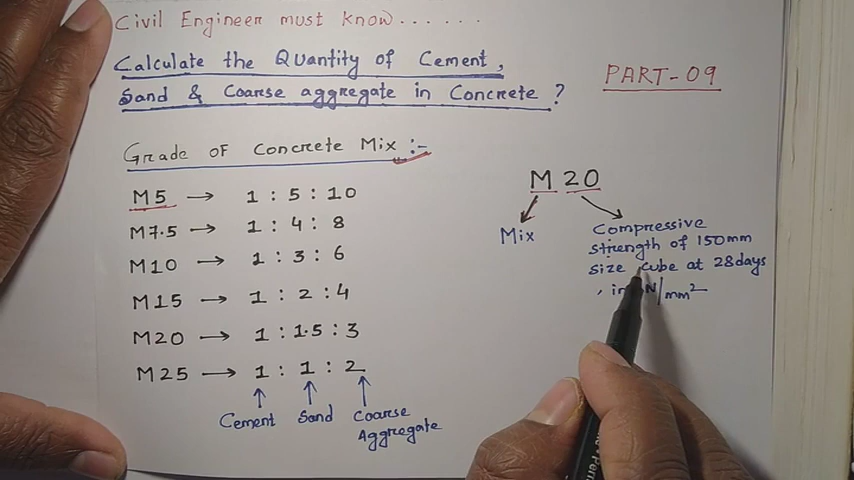 Civil Engineer must know......
Calculate the Quantity of Cement,
Sand & Coarse aggregate in Concrete ?
PART-09
Grade of Concrete Mix :-
M5 → 1 : 5 : 10
M7.5 → 1 : 4 : 8
M10 → 1 : 3 : 6
M15 → 1 : 2 : 4
M20 → 1 : 1.5 : 3
M25 → 1 : 1 : 2
Cement Sand Coarse
Aggregate
M 20
Mix
Compressive
strength of 150mm
size cube at 28days
, in N/mm²